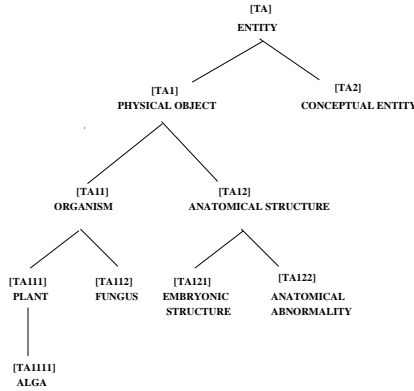 [TA]
ENTITY
[TA1]
PHYSICAL OBJECT
[TA2]
CONCEPTUAL ENTITY
[TA11]
ORGANISM
[TA12]
ANATOMICAL STRUCTURE
[TA111]
PLANT
[TA112]
FUNGUS
[TA121]
EMBRYONIC
STRUCTURE
[TA122]
ANATOMICAL
ABNORMALITY
[TA1111]
ALGA